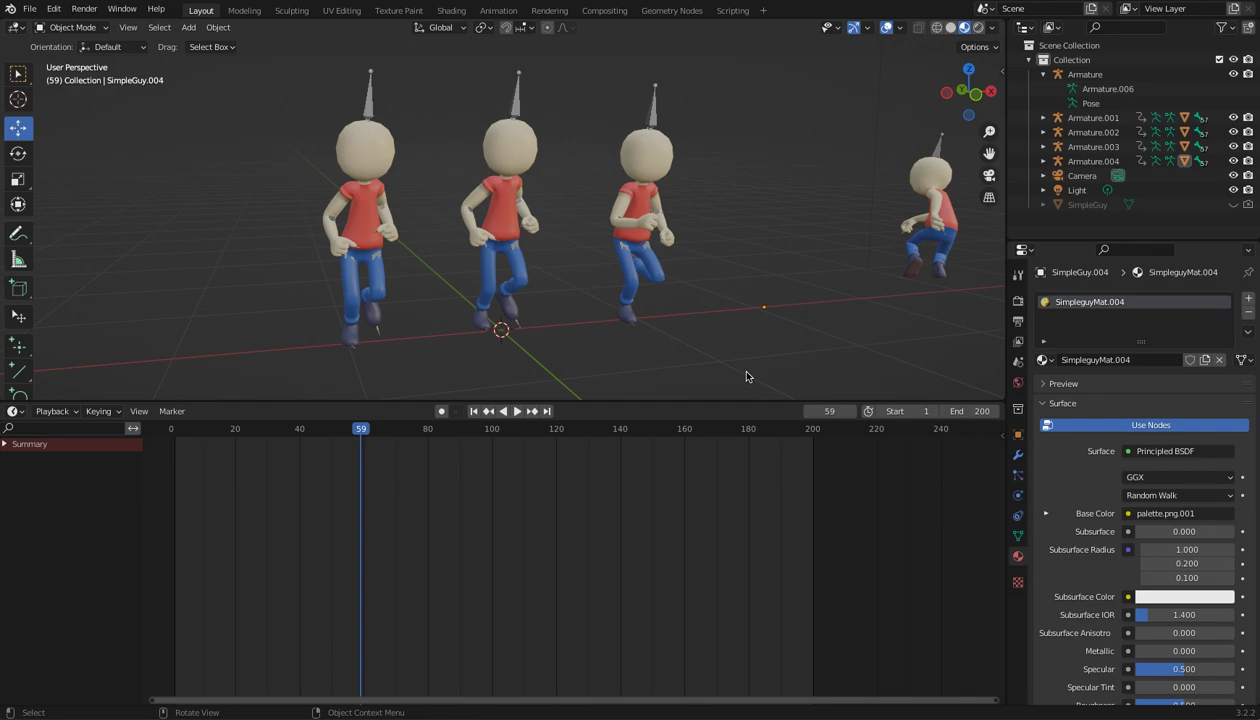 File Edit Render Window Help Layout Modeling Sculpting UV Editing Texture Paint Shading Animation Rendering Compositing Geometry Nodes Scripting + Scene View Layer
Object Mode View Select Add Object Global
Orientation: Default Drag: Select Box Options
User Perspective
(59) Collection | SimpleGuy.004
Z
Y
X
Scene Collection
Collection
Armature
Armature.006
Pose
Armature.001 57
Armature.002 57
Armature.003 57
Armature.004 57
Camera
Light
SimpleGuy
SimpleGuy.004 > SimpleguyMat.004
SimpleguyMat.004
SimpleguyMat.004
Preview
Surface
Use Nodes
Surface Principled BSDF
GGX
Random Walk
Base Color palette.png.001
Subsurface 0.000
Subsurface Radius 1.000
0.200
0.100
Subsurface Color
Subsurface IOR 1.400
Subsurface Anisotro 0.000
Metallic 0.000
Specular 0.500
Specular Tint 0.000
Playback Keying View Marker 59 Start 1 End 200
0 20 40 59 80 100 120 140 160 180 200 220 240
Summary
Select Rotate View Object Context Menu 3.2.2